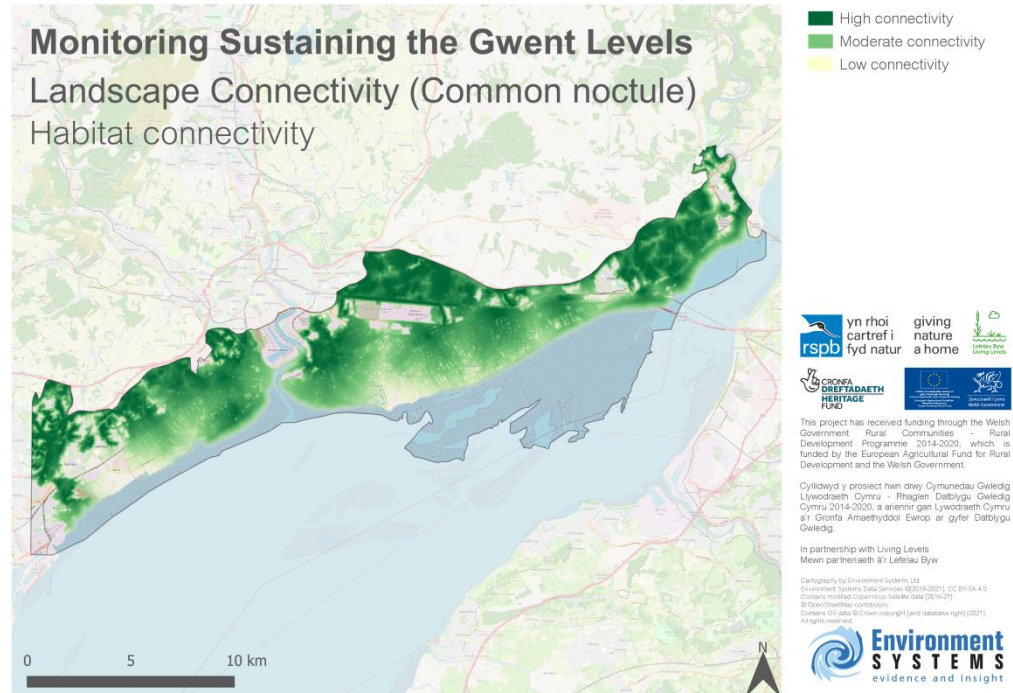 Monitoring Sustaining the Gwent Levels
Landscape Connectivity (Common noctule)
Habitat connectivity
High connectivity
Moderate connectivity
Low connectivity
0 5 10 km
N
rspb
yn rhoi
cartref i
fyd natur
giving
nature
a home
Lefelau Byw
Living Levels
CRONFA
DREFTADAETH
HERITAGE
FUND
Llywodraeth Cymru
Welsh Government
This project has received funding through the Welsh
Government Rural Communities - Rural
Development Programme 2014-2020, which is
funded by the European Agricultural Fund for Rural
Development and the Welsh Government.
Cyllidwyd y prosiect hwn drwy Cymunedau Gwledig
Llywodraeth Cymru - Rhaglen Datblygu Gwledig
Cymru 2014-2020, a ariennir gan Lywodraeth Cymru
a'r Gronfa Amaethyddol Ewrop ar gyfer Datblygu
Gwledig.
In partnership with Living Levels
Mewn partneriaeth â'r Lefelau Byw
Cartography by Environment Systems Ltd
Environment Systems Data Services ©[2016-2021], CC BY-SA 4.0
Contains modified Copernicus Satellite data [2016-21]
© OpenStreetMap contributors
Contains OS data © Crown copyright [and database right] [2021]
All rights reserved
Environment
SYSTEMS
evidence and insight